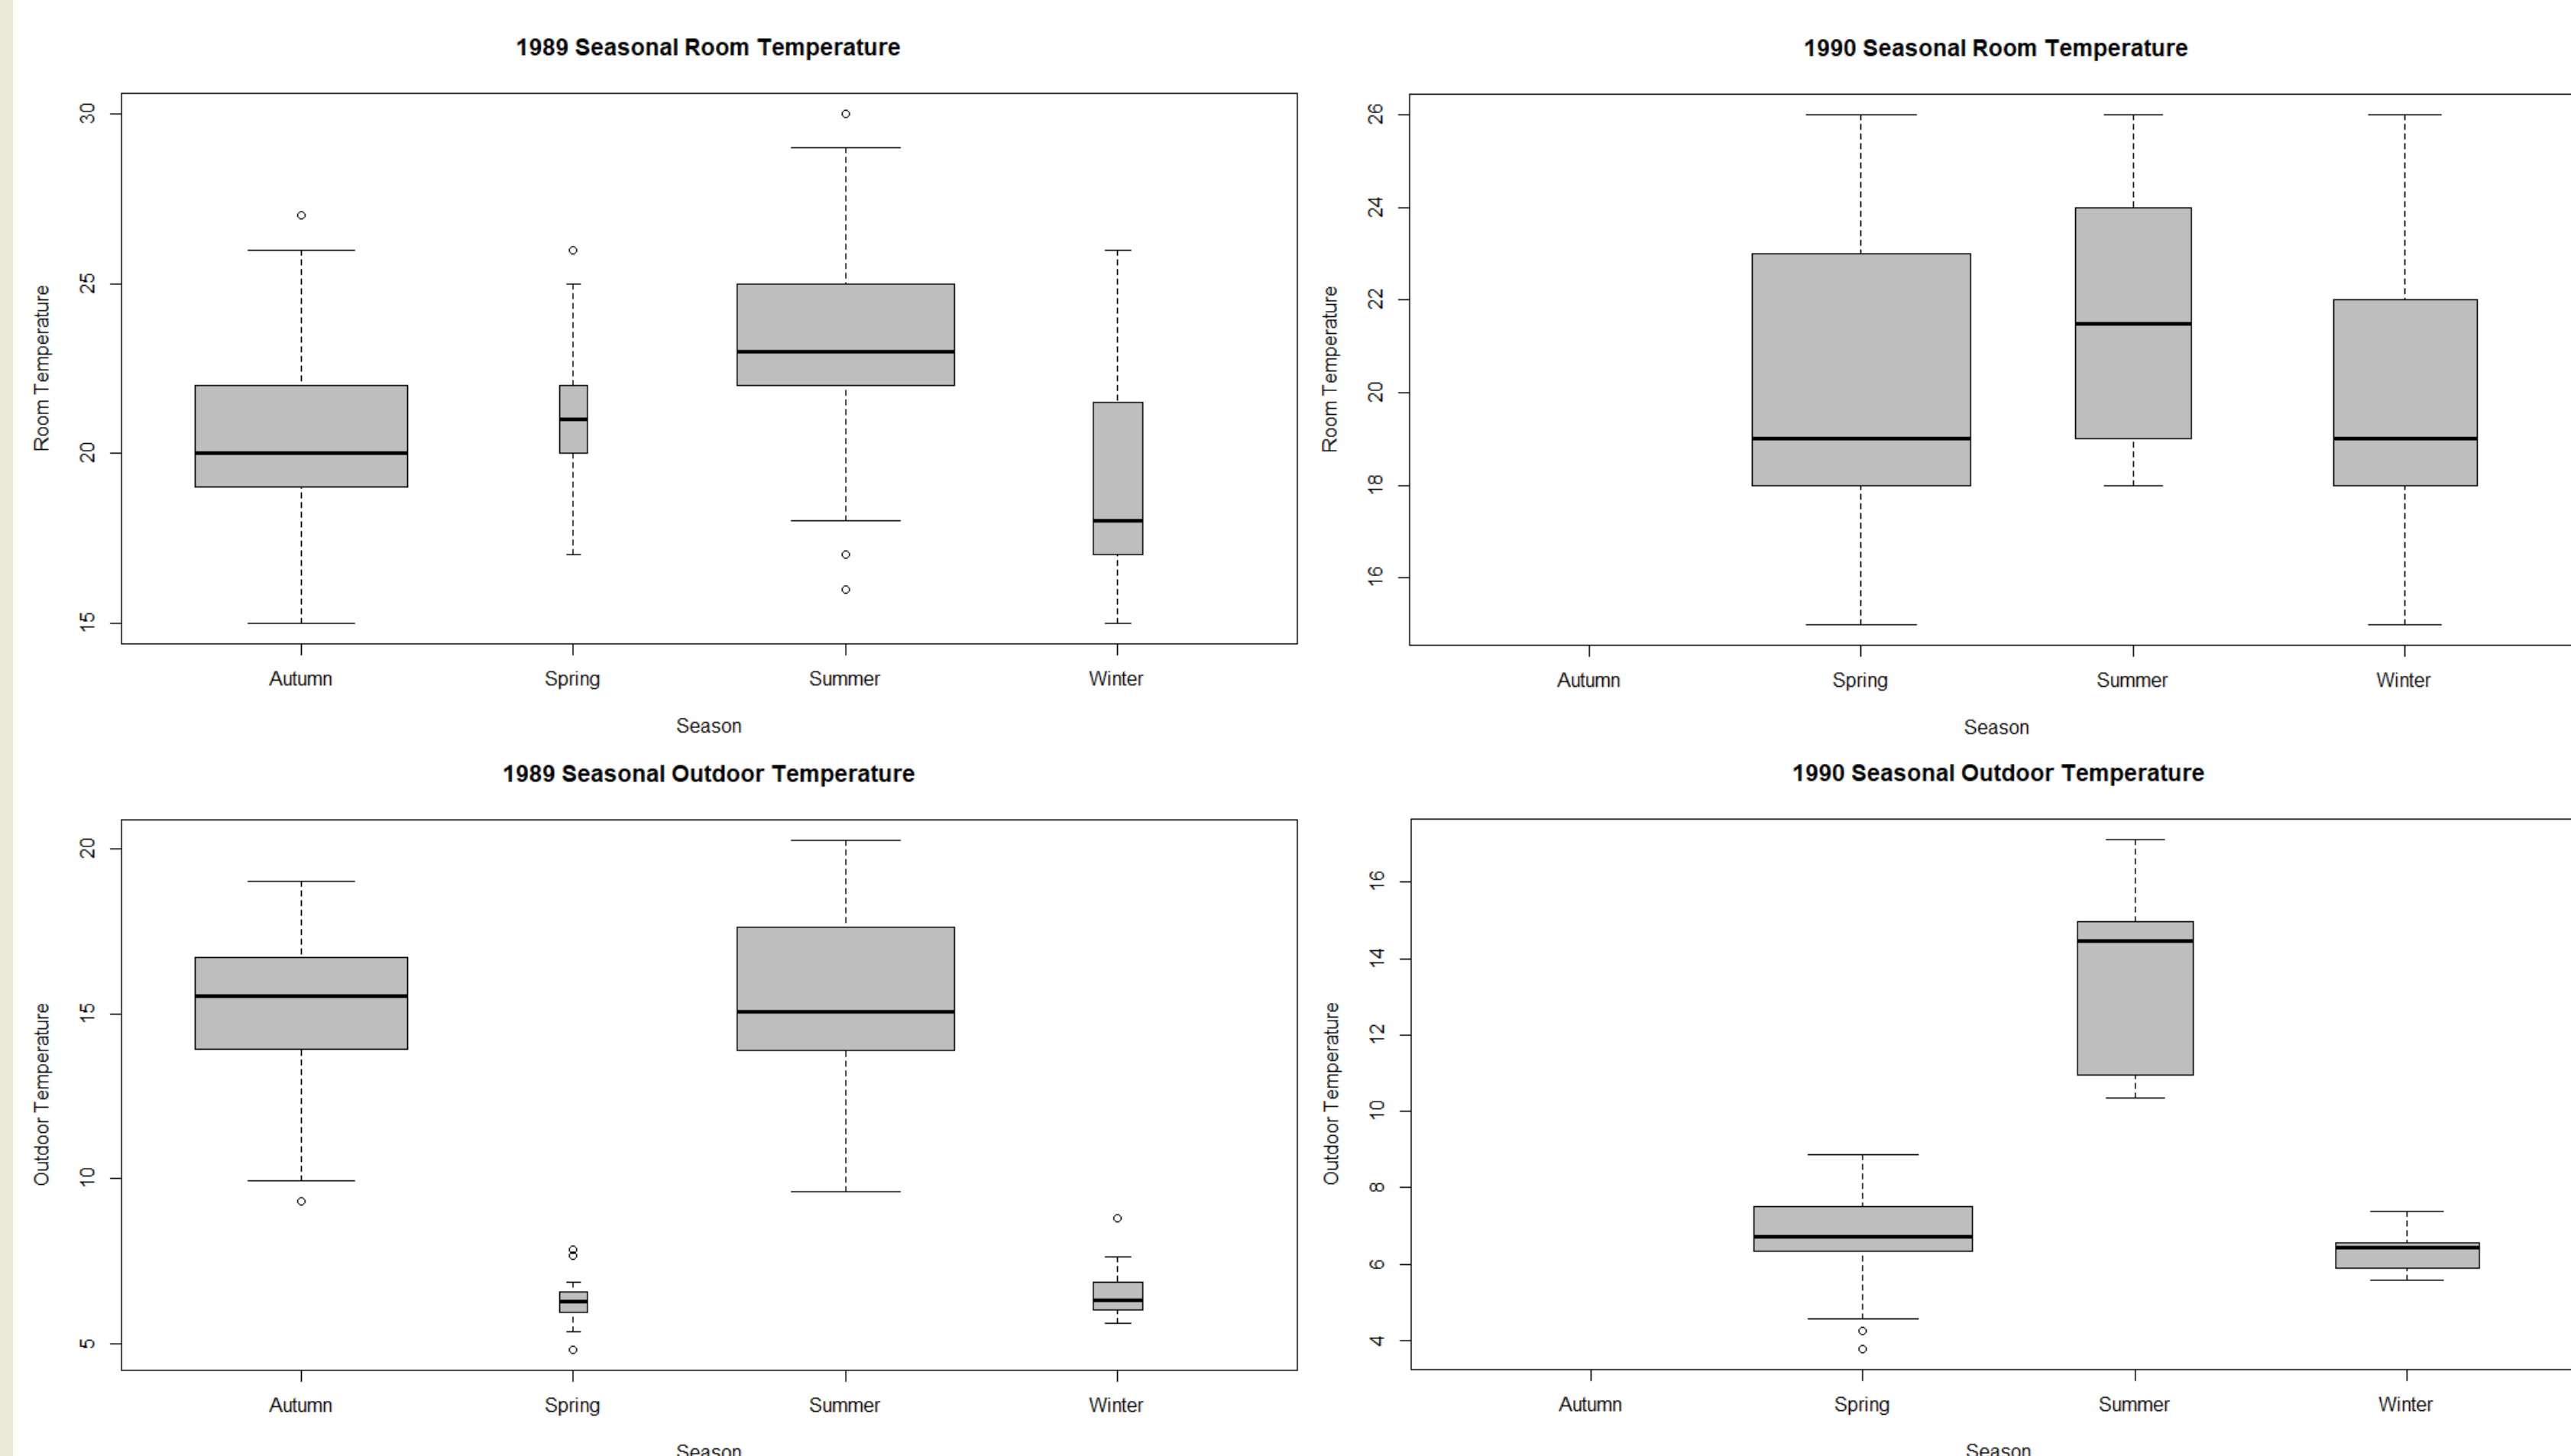 1989 Seasonal Room Temperature
Room Temperature
30
25
20
15
Autumn Spring Summer Winter
Season
1990 Seasonal Room Temperature
Room Temperature
26
24
22
20
18
16
Autumn Spring Summer Winter
Season
1989 Seasonal Outdoor Temperature
Outdoor Temperature
20
15
10
5
Autumn Spring Summer Winter
Season
1990 Seasonal Outdoor Temperature
Outdoor Temperature
16
14
12
10
8
6
4
Autumn Spring Summer Winter
Season